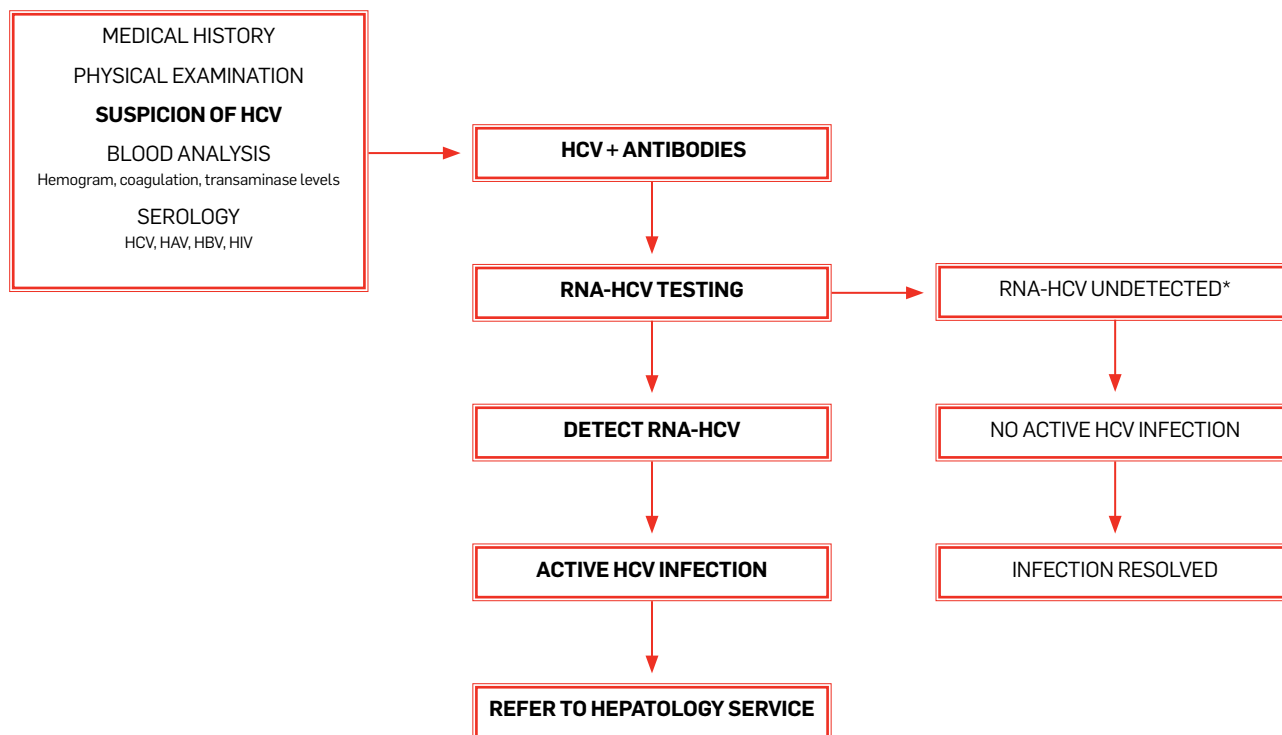 MEDICAL HISTORY
PHYSICAL EXAMINATION
SUSPICION OF HCV
BLOOD ANALYSIS
Hemogram, coagulation, transaminase levels
SEROLOGY
HCV, HAV, HBV, HIV
HCV + ANTIBODIES
RNA-HCV TESTING
RNA-HCV UNDETECTED*
DETECT RNA-HCV
NO ACTIVE HCV INFECTION
ACTIVE HCV INFECTION
INFECTION RESOLVED
REFER TO HEPATOLOGY SERVICE